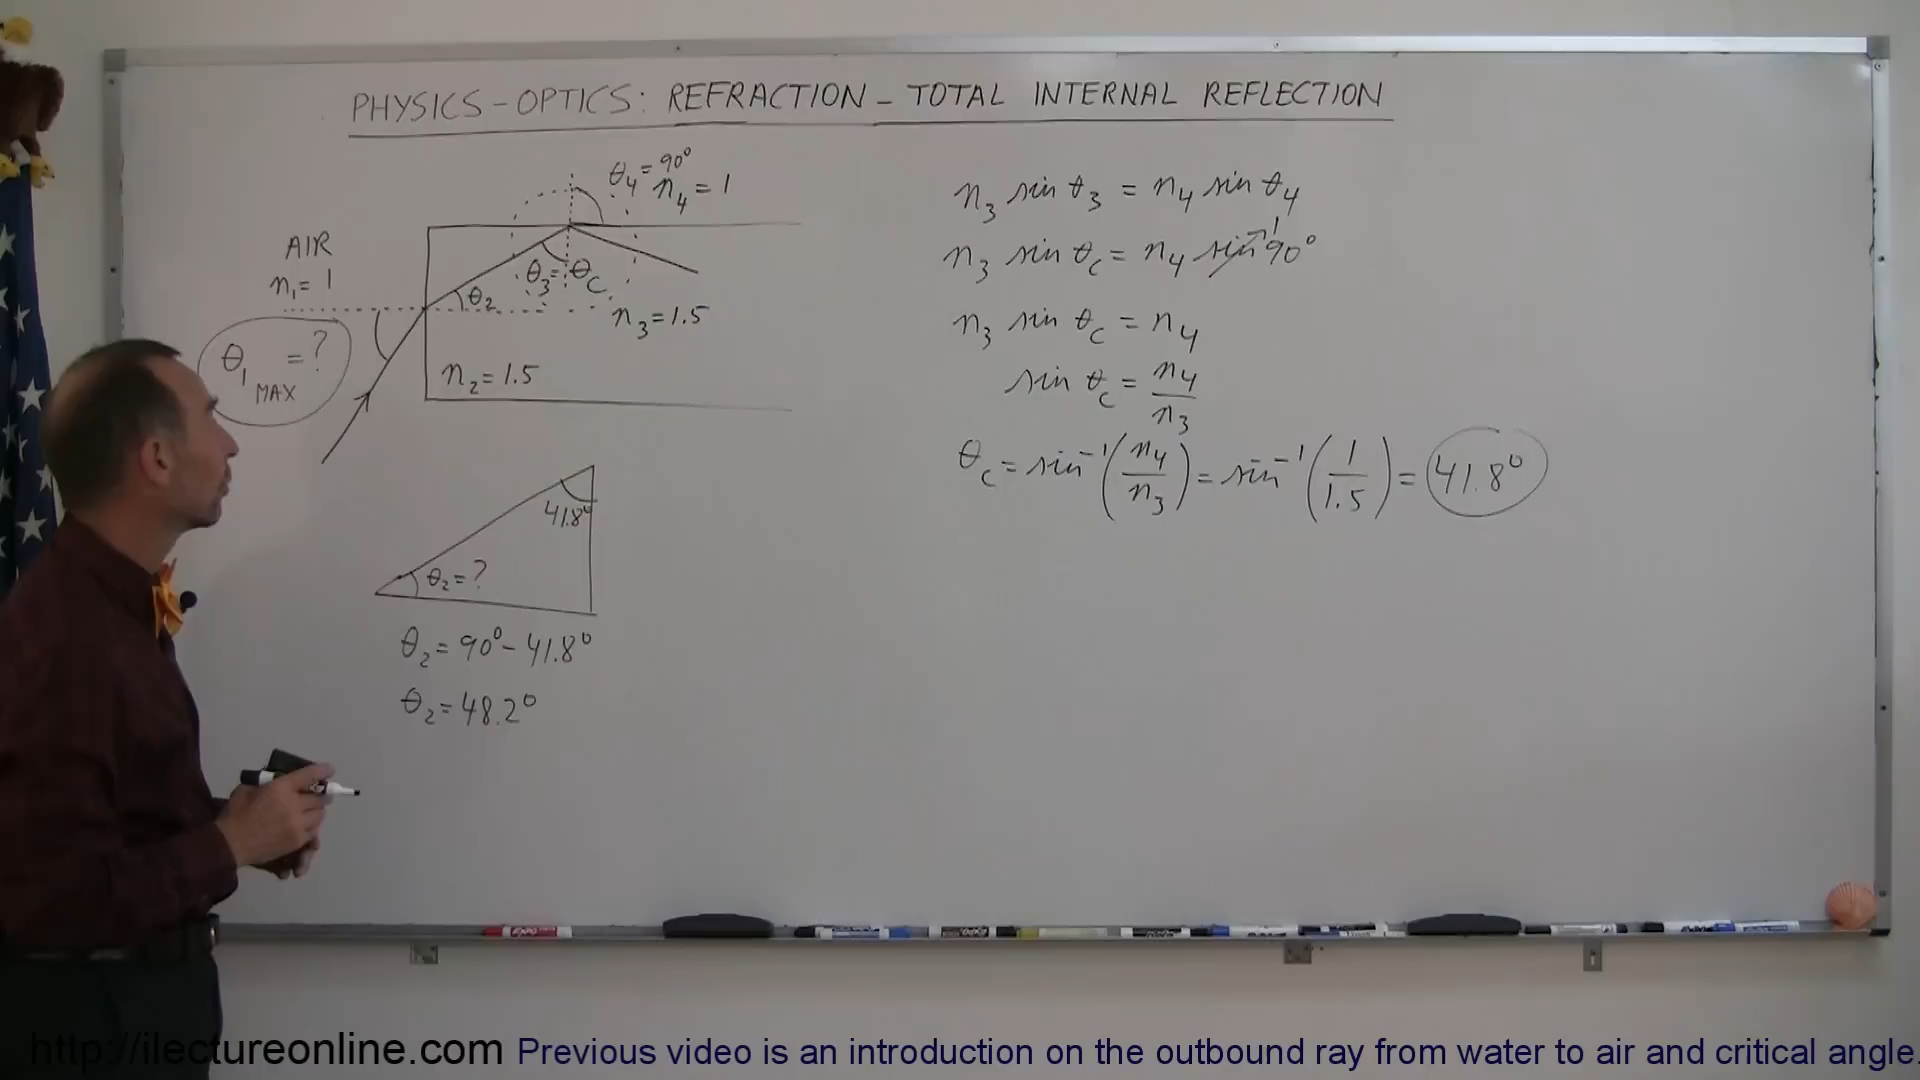 PHYSICS-OPTICS: REFRACTION - TOTAL INTERNAL REFLECTION
θ₄ = 90°
n₄ = 1
AIR
n₁ = 1
θ₃ = θc
θ₂
n₃ = 1.5
θ₁ MAX = ?
n₂ = 1.5
41.8°
θ₂ = ?
θ₂ = 90° - 41.8°
θ₂ = 48.2°
n₃ sin θ₃ = n₄ sin θ₄
n₃ sin θc = n₄ sin 90° 1
n₃ sin θc = n₄
sin θc = n₄/n₃
θc = sin⁻¹(n₄/n₃) = sin⁻¹(1/1.5) = 41.8°
EXPO
http://ilectureonline.com Previous video is an introduction on the outbound ray from water to air and critical angle.